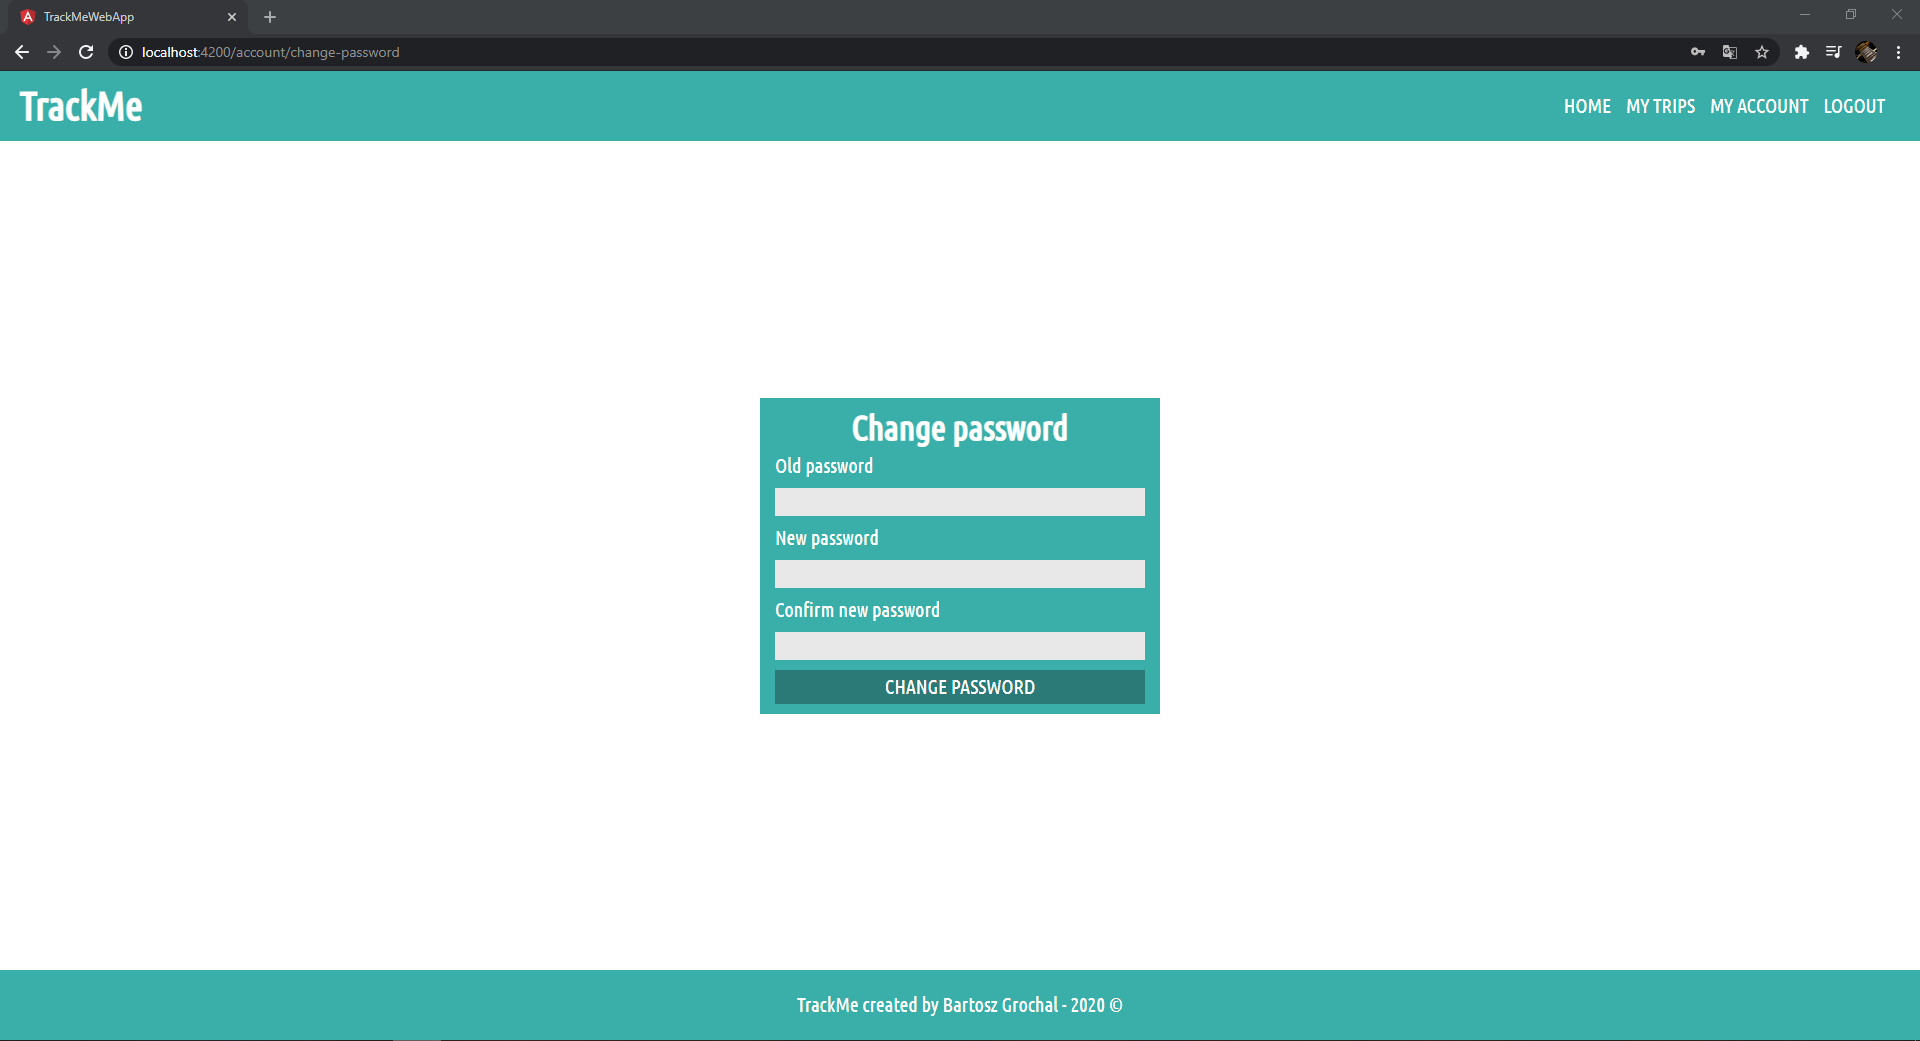 TrackMeWebApp
localhost:4200/account/change-password
TrackMe
HOME MY TRIPS MY ACCOUNT LOGOUT
Change password
Old password
New password
Confirm new password
CHANGE PASSWORD
TrackMe created by Bartosz Grochal - 2020 ©